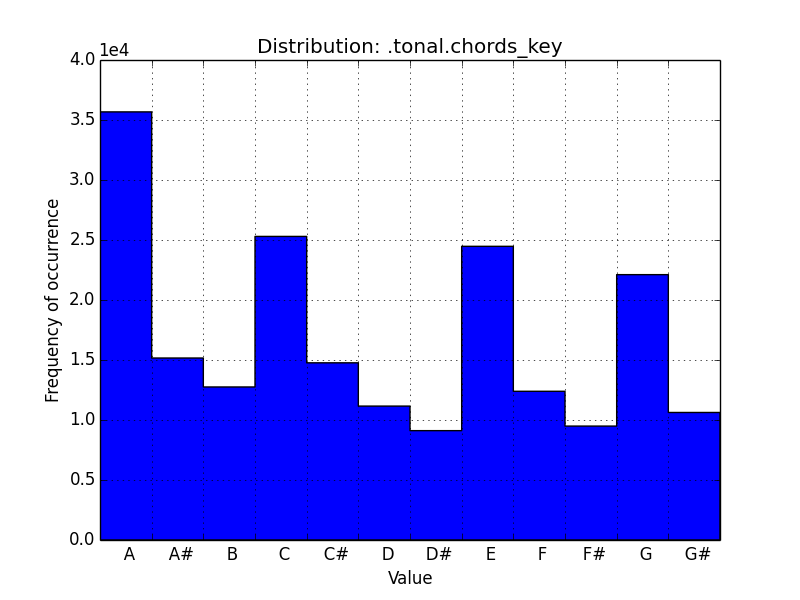 Distribution: .tonal.chords_key
1e4
4.0
3.5
3.0
2.5
2.0
1.5
1.0
0.5
0.0
Frequency of occurrence
A A# B C C# D D# E F F# G G#
Value